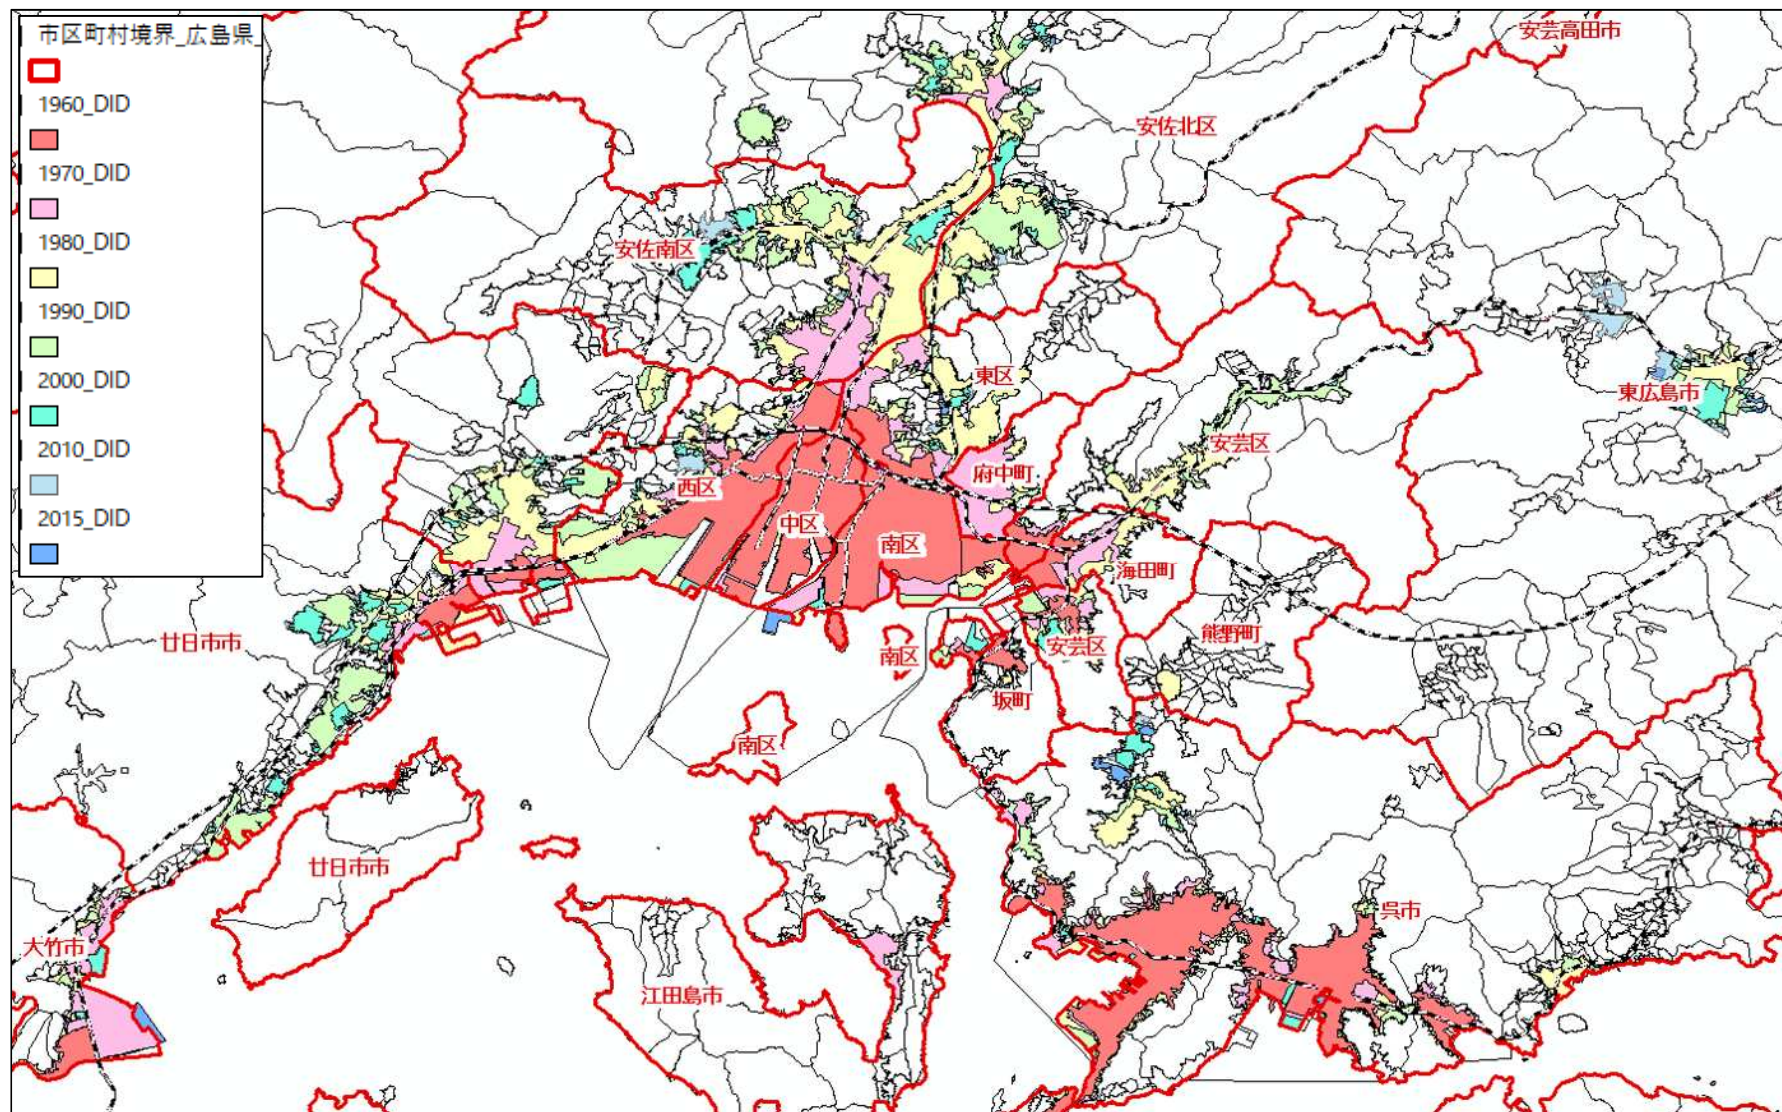 市区町村境界_広島県_
1960_DID
1970_DID
1980_DID
1990_DID
2000_DID
2010_DID
2015_DID
安芸高田市
安佐北区
安佐南区
東区
東広島市
安芸区
府中町
西区
中区
南区
海田町
熊野町
廿日市市
安芸区
南区
坂町
南区
廿日市市
呉市
大竹市
江田島市